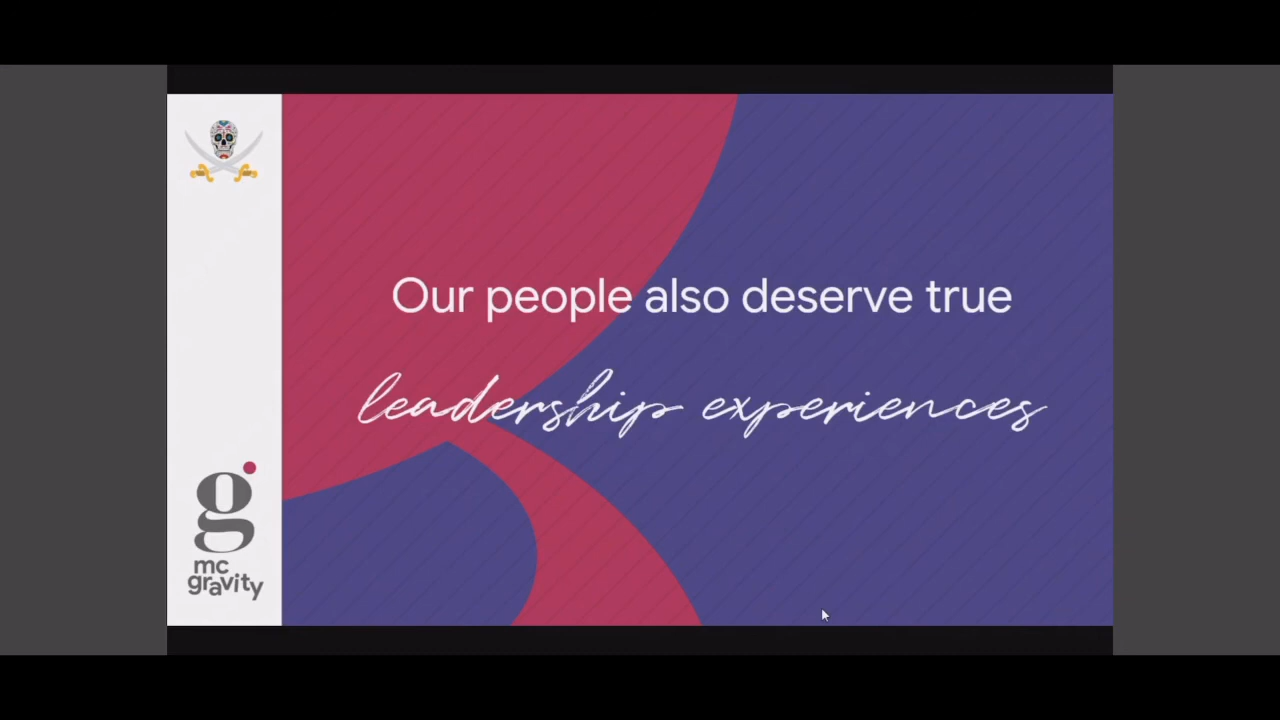 Our people also deserve true
leadership experiences
g
mc
gravity